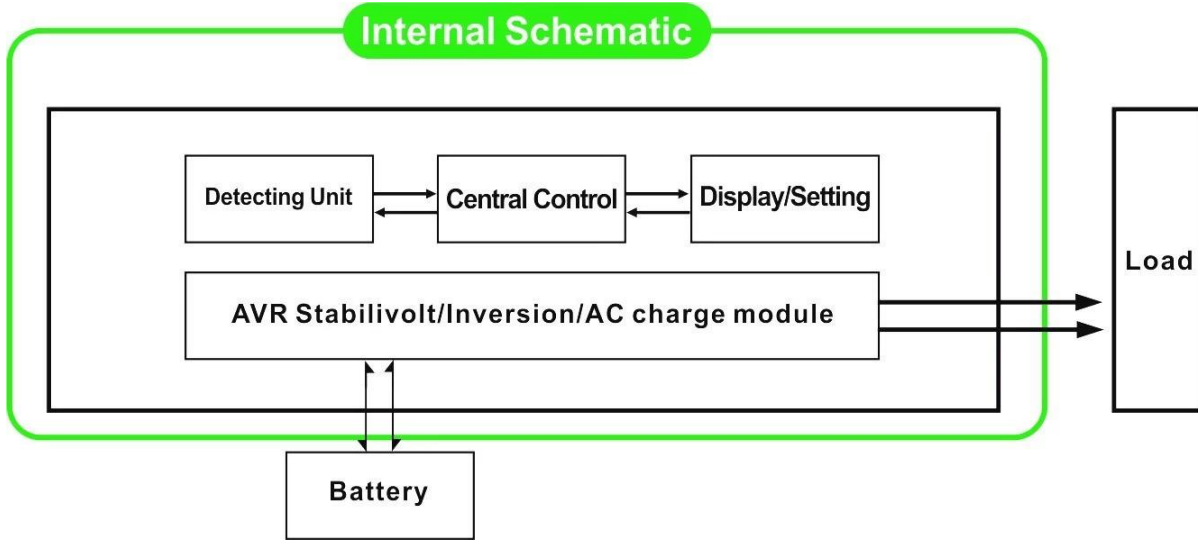 Internal Schematic
Detecting Unit
Central Control
Display/Setting
AVR Stabilivolt/Inversion/AC charge module
Load
Battery